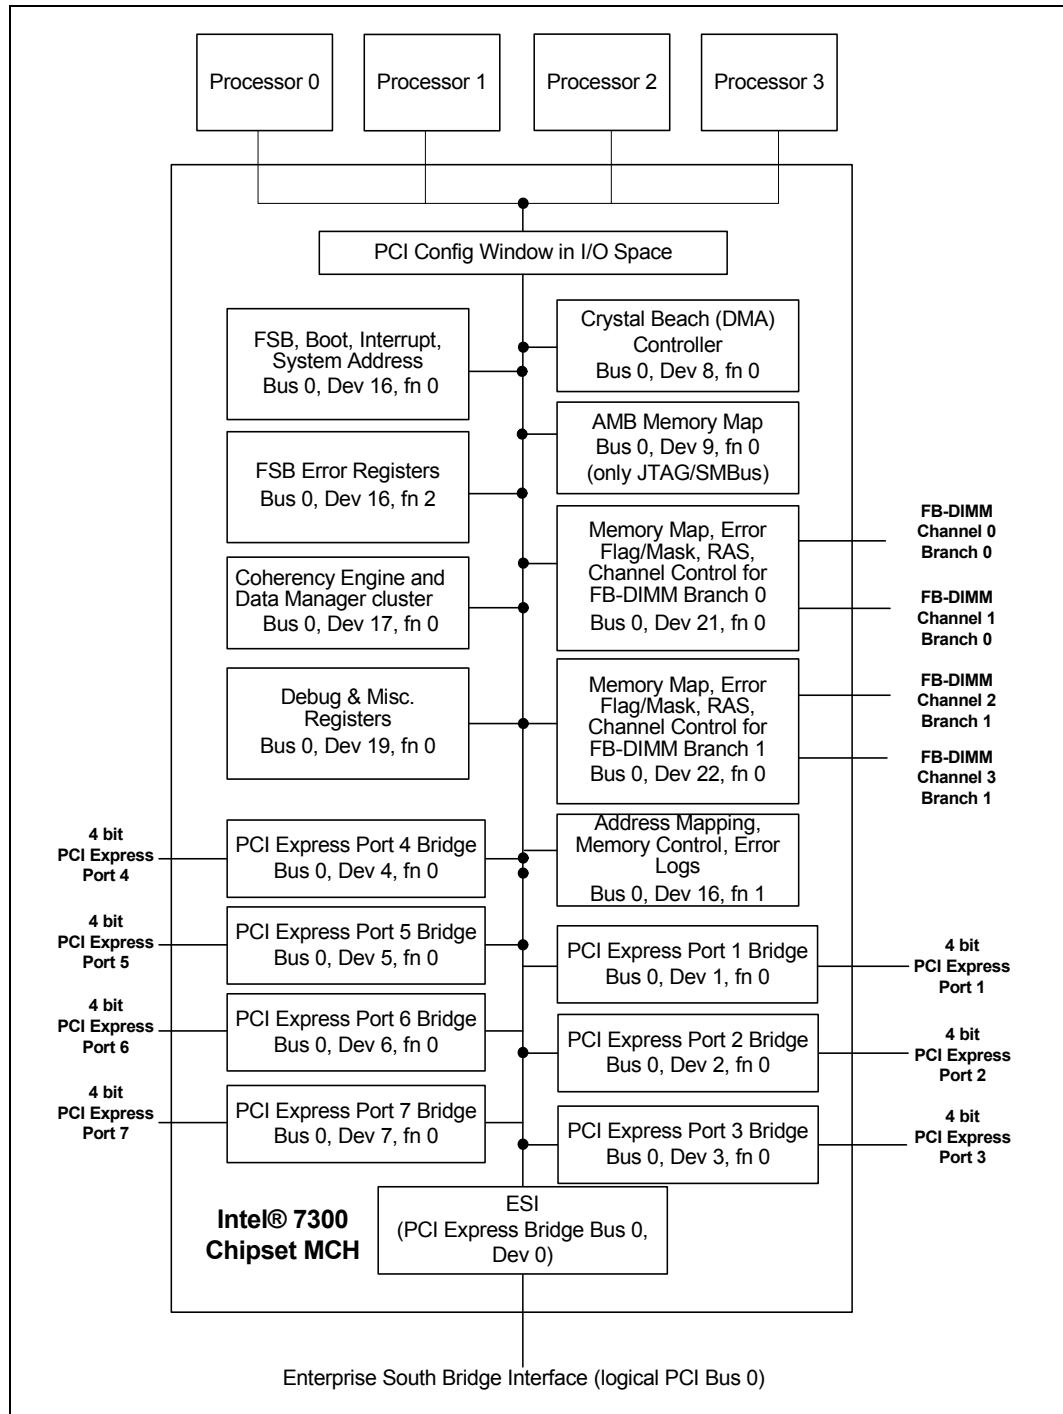 Processor 0
Processor 1
Processor 2
Processor 3
PCI Config Window in I/O Space
FSB, Boot, Interrupt,
System Address
Bus 0, Dev 16, fn 0
Crystal Beach (DMA)
Controller
Bus 0, Dev 8, fn 0
AMB Memory Map
Bus 0, Dev 9, fn 0
(only JTAG/SMBus)
FSB Error Registers
Bus 0, Dev 16, fn 2
Memory Map, Error
Flag/Mask, RAS,
Channel Control for
FB-DIMM Branch 0
Bus 0, Dev 21, fn 0
FB-DIMM
Channel 0
Branch 0
FB-DIMM
Channel 1
Branch 0
Coherency Engine and
Data Manager cluster
Bus 0, Dev 17, fn 0
Debug & Misc.
Registers
Bus 0, Dev 19, fn 0
Memory Map, Error
Flag/Mask, RAS,
Channel Control for
FB-DIMM Branch 1
Bus 0, Dev 22, fn 0
FB-DIMM
Channel 2
Branch 1
FB-DIMM
Channel 3
Branch 1
4 bit
PCI Express
Port 4
PCI Express Port 4 Bridge
Bus 0, Dev 4, fn 0
Address Mapping,
Memory Control, Error
Logs
Bus 0, Dev 16, fn 1
4 bit
PCI Express
Port 5
PCI Express Port 5 Bridge
Bus 0, Dev 5, fn 0
PCI Express Port 1 Bridge
Bus 0, Dev 1, fn 0
4 bit
PCI Express
Port 1
4 bit
PCI Express
Port 6
PCI Express Port 6 Bridge
Bus 0, Dev 6, fn 0
PCI Express Port 2 Bridge
Bus 0, Dev 2, fn 0
4 bit
PCI Express
Port 2
4 bit
PCI Express
Port 7
PCI Express Port 7 Bridge
Bus 0, Dev 7, fn 0
PCI Express Port 3 Bridge
Bus 0, Dev 3, fn 0
4 bit
PCI Express
Port 3
Intel® 7300
Chipset MCH
ESI
(PCI Express Bridge Bus 0,
Dev 0)
Enterprise South Bridge Interface (logical PCI Bus 0)